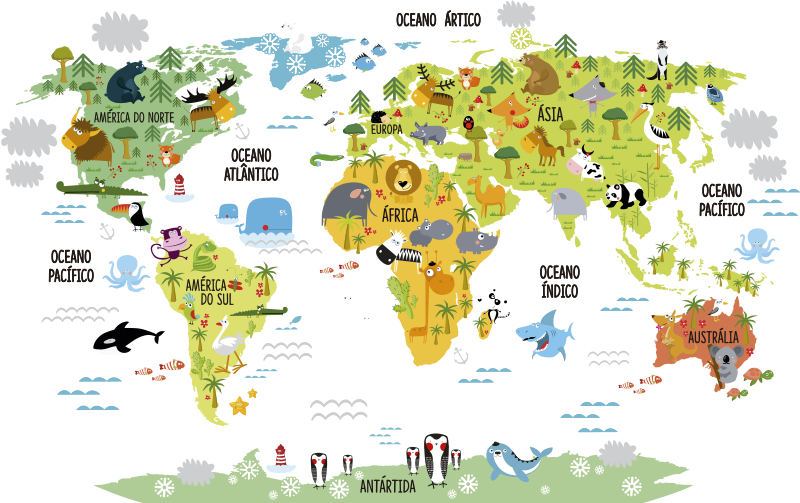 OCEANO ÁRTICO
AMÉRICA DO NORTE
EUROPA
ÁSIA
OCEANO
ATLÂNTICO
OCEANO
PACÍFICO
ÁFRICA
OCEANO
PACÍFICO
AMÉRICA
DO SUL
OCEANO
ÍNDICO
AUSTRÁLIA
ANTÁRTIDA